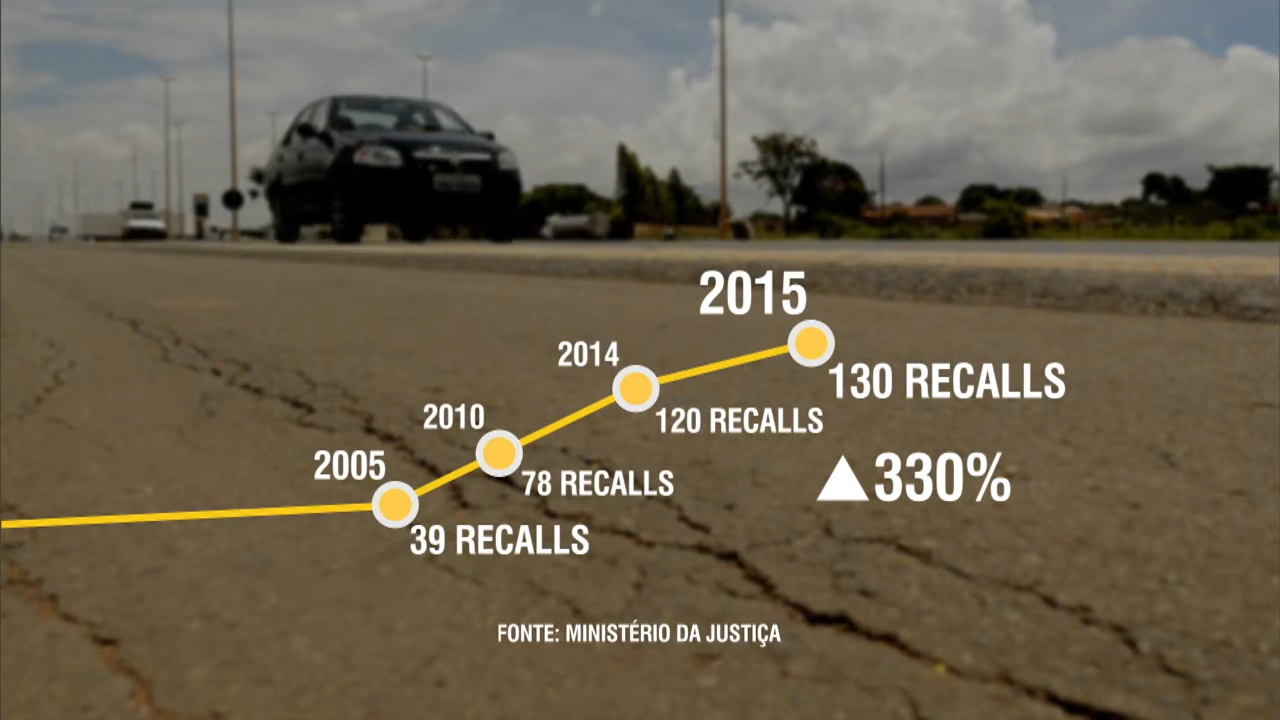 2015
130 RECALLS
2014
120 RECALLS
2010
78 RECALLS
2005
39 RECALLS
▲330%
FONTE: MINISTÉRIO DA JUSTIÇA